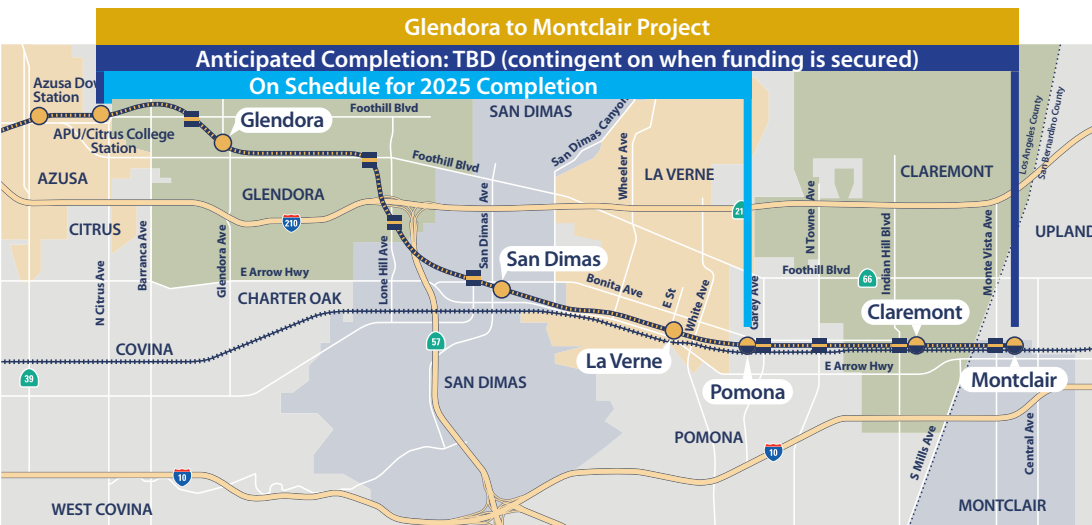 Glendora to Montclair Project
Anticipated Completion: TBD (contingent on when funding is secured)
On Schedule for 2025 Completion
Azusa Dow
Station
APU/Citrus College
Station
Glendora
Foothill Blvd
SAN DIMAS
San Dimas Canyon
Foothill Blvd
Wheeler Ave
LA VERNE
CLAREMONT
Los Angeles County
San Bernardino County
AZUSA
GLENDORA
210
21
CITRUS
UPLAND
N Citrus Ave
Barranca Ave
Glendora Ave
E Arrow Hwy
Lone Hill Ave
San Dimas Ave
San Dimas
Bonita Ave
E St
White Ave
Garey Ave
N Towne Ave
Foothill Blvd
66
Indian Hill Blvd
Monte Vista Ave
CHARTER OAK
Claremont
COVINA
57
La Verne
E Arrow Hwy
39
SAN DIMAS
Pomona
Montclair
POMONA
10
10
S Mills Ave
Central Ave
WEST COVINA
MONTCLAIR